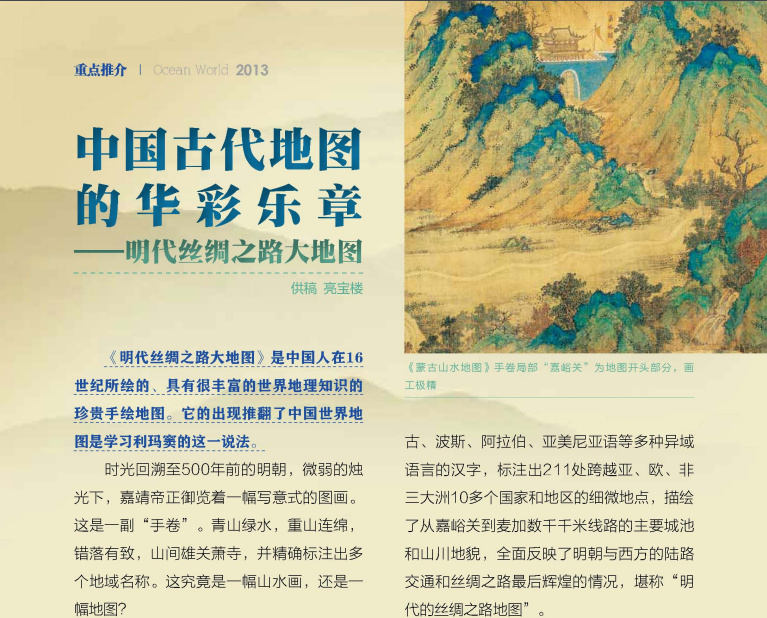 重点推介 | Ocean World 2013
中国古代地图
的华彩乐章
——明代丝绸之路大地图
供稿 亮宝楼
《明代丝绸之路大地图》是中国人在16
世纪所绘的、具有很丰富的世界地理知识的
珍贵手绘地图。它的出现推翻了中国世界地
图是学习利玛窦的这一说法。
时光回溯至500年前的明朝，微弱的烛
光下，嘉靖帝正御览着一幅写意式的图画。
这是一副“手卷”。青山绿水，重山连绵，
错落有致，山间雄关萧寺，并精确标注出多
个地域名称。这究竟是一幅山水画，还是一
幅地图?
《蒙古山水地图》手卷局部“嘉峪关”为地图开头部分，画
工极精
古、波斯、阿拉伯、亚美尼亚语等多种异域
语言的汉字，标注出211处跨越亚、欧、非
三大洲10多个国家和地区的细微地点，描绘
了从嘉峪关到麦加数千千米线路的主要城池
和山川地貌，全面反映了明朝与西方的陆路
交通和丝绸之路最后辉煌的情况，堪称“明
代的丝绸之路地图”。